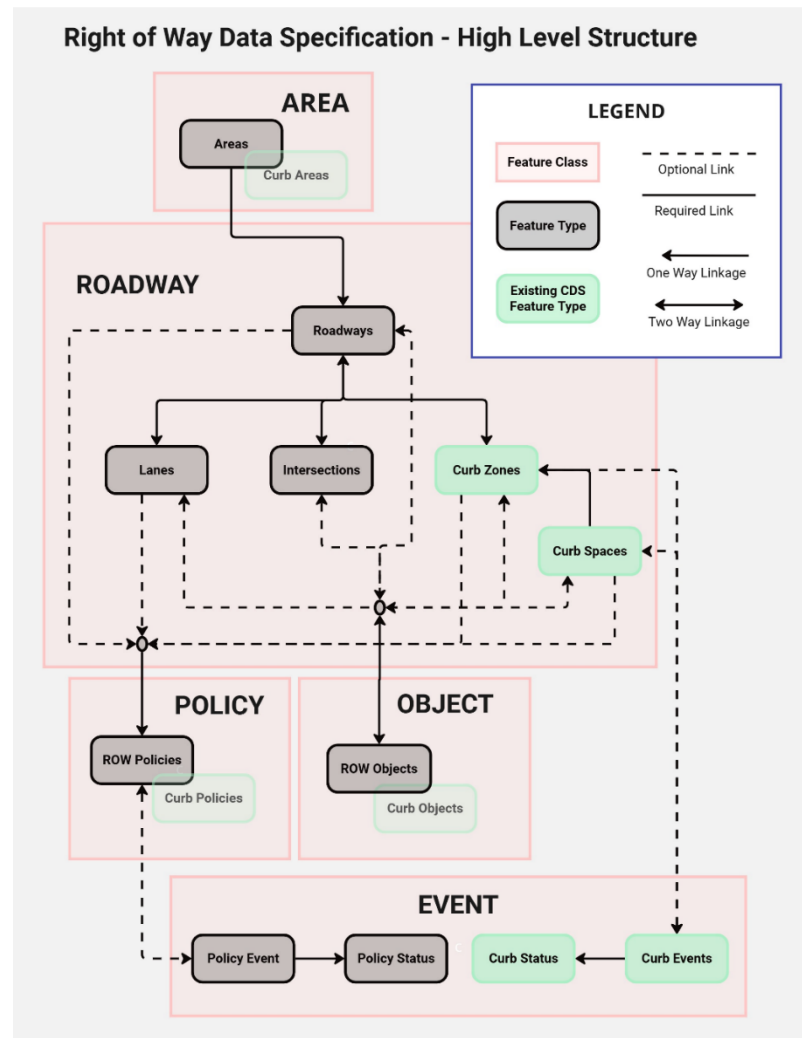 Right of Way Data Specification - High Level Structure
AREA
Areas
Curb Areas
LEGEND
Feature Class
Optional Link
Required Link
Feature Type
One Way Linkage
Existing CDS
Feature Type
Two Way Linkage
ROADWAY
Roadways
Lanes
Intersections
Curb Zones
Curb Spaces
POLICY
ROW Policies
Curb Policies
OBJECT
ROW Objects
Curb Objects
EVENT
Policy Event
Policy Status
Curb Status
Curb Events